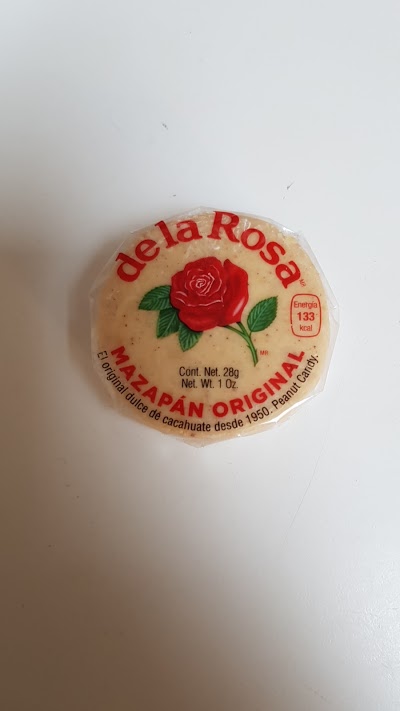 de la Rosa
MR
Energía
133
kcal
MR
Cont. Net. 28g
Net. Wt. 1 Oz.
MAZAPÁN ORIGINAL
El original dulce de cacahuate desde 1950. Peanut Candy.